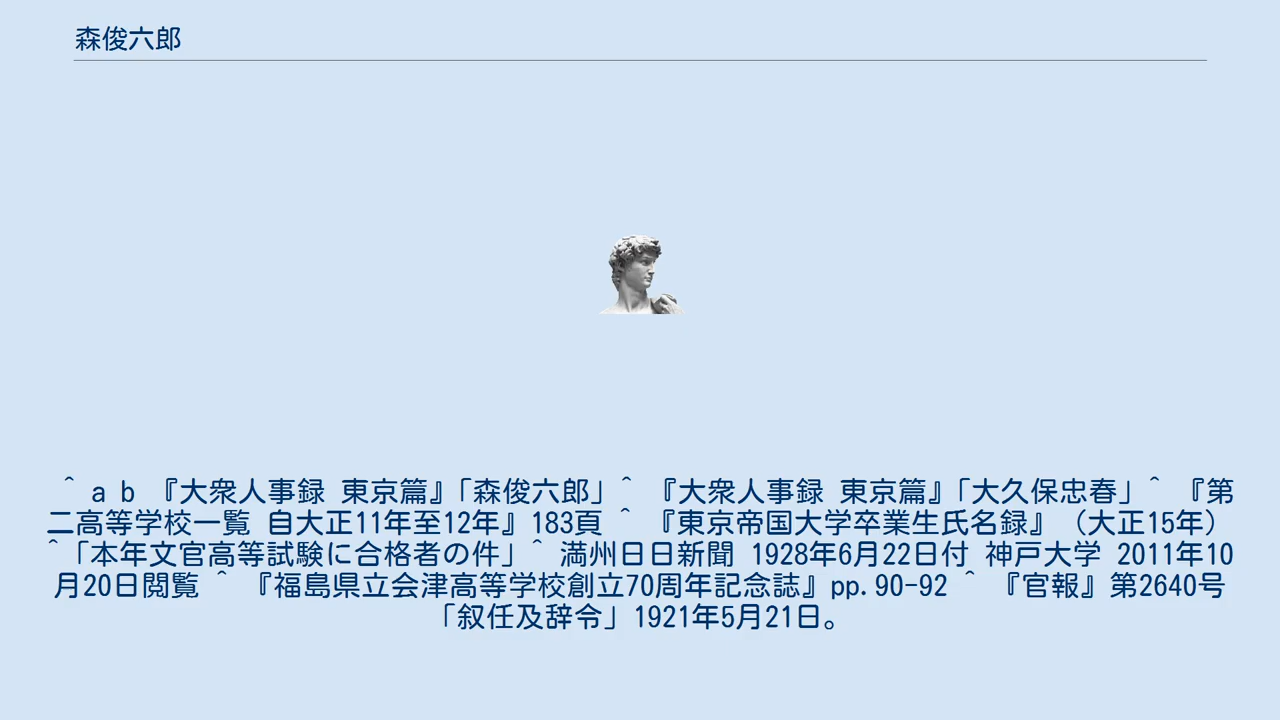 森俊六郎
^ a b 『大衆人事録 東京篇』「森俊六郎」^ 『大衆人事録 東京篇』「大久保忠春」^ 『第
二高等学校一覧 自大正11年至12年』183頁 ^ 『東京帝国大学卒業生氏名録』（大正15年）
^「本年文官高等試験に合格者の件」^ 満州日日新聞 1928年6月22日付 神戸大学 2011年10
月20日閲覧 ^ 『福島県立会津高等学校創立70周年記念誌』pp.90-92 ^ 『官報』第2640号
「叙任及辞令」1921年5月21日。